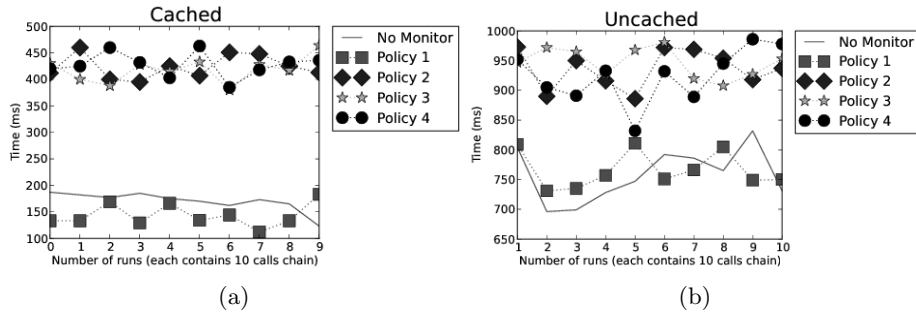 Cached
500
450
400
350
300
250
200
150
100
Time (ms)
0 1 2 3 4 5 6 7 8 9
Number of runs (each contains 10 calls chain)
No Monitor
Policy 1
Policy 2
Policy 3
Policy 4
(a)
Uncached
1000
950
900
850
800
750
700
650
Time (ms)
1 2 3 4 5 6 7 8 9 10
Number of runs (each contains 10 calls chain)
No Monitor
Policy 1
Policy 2
Policy 3
Policy 4
(b)